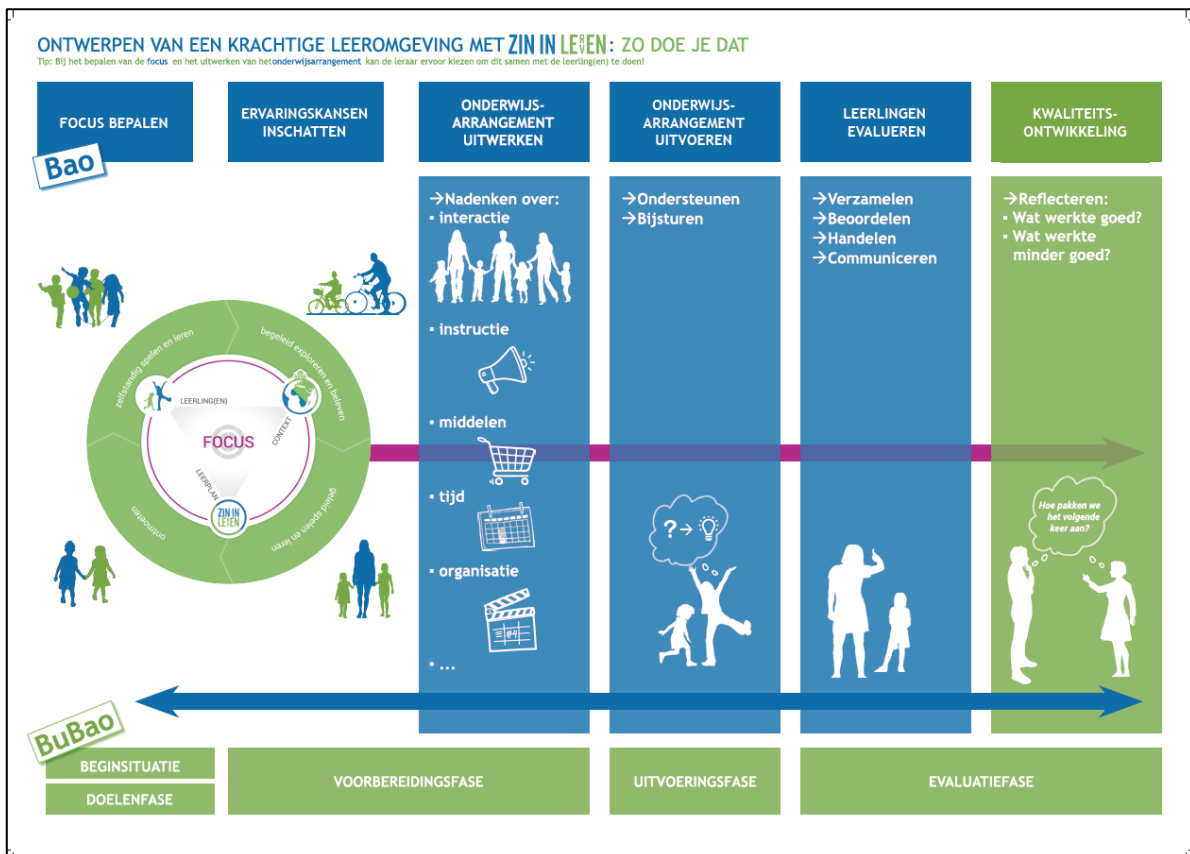 ONTWERPEN VAN EEN KRACHTIGE LEEROMGEVING MET ZIN IN LEREN: ZO DOE JE DAT
Tip: Bij het bepalen van de focus en het uitwerken van hetonderwijsarrangement kan de leraar ervoor kiezen om dit samen met de leerling(en) te doen!
FOCUS BEPALEN
ERVARINGSKANSEN
INSCHATTEN
ONDERWIJS-
ARRANGEMENT
UITWERKEN
ONDERWIJS-
ARRANGEMENT
UITVOEREN
LEERLINGEN
EVALUEREN
KWALITEITS-
ONTWIKKELING
Bao
zelfstandig spelen en leren
begeleid exploreren en beleven
geleid spelen en leren
ontmoeten
LEERLING(EN)
CONTEXT
FOCUS
LEERPLAN
ZIN IN
LEREN
→Nadenken over:
▪ interactie
▪ instructie
▪ middelen
▪ tijd
▪ organisatie
▪ ...
→Ondersteunen
→Bijsturen
? →
→Verzamelen
→Beoordelen
→Handelen
→Communiceren
→Reflecteren:
▪ Wat werkte goed?
▪ Wat werkte
minder goed?
Hoe pakken we
het volgende
keer aan?
BuBao
BEGINSITUATIE
DOELENFASE
VOORBEREIDINGSFASE
UITVOERINGSFASE
EVALUATIEFASE